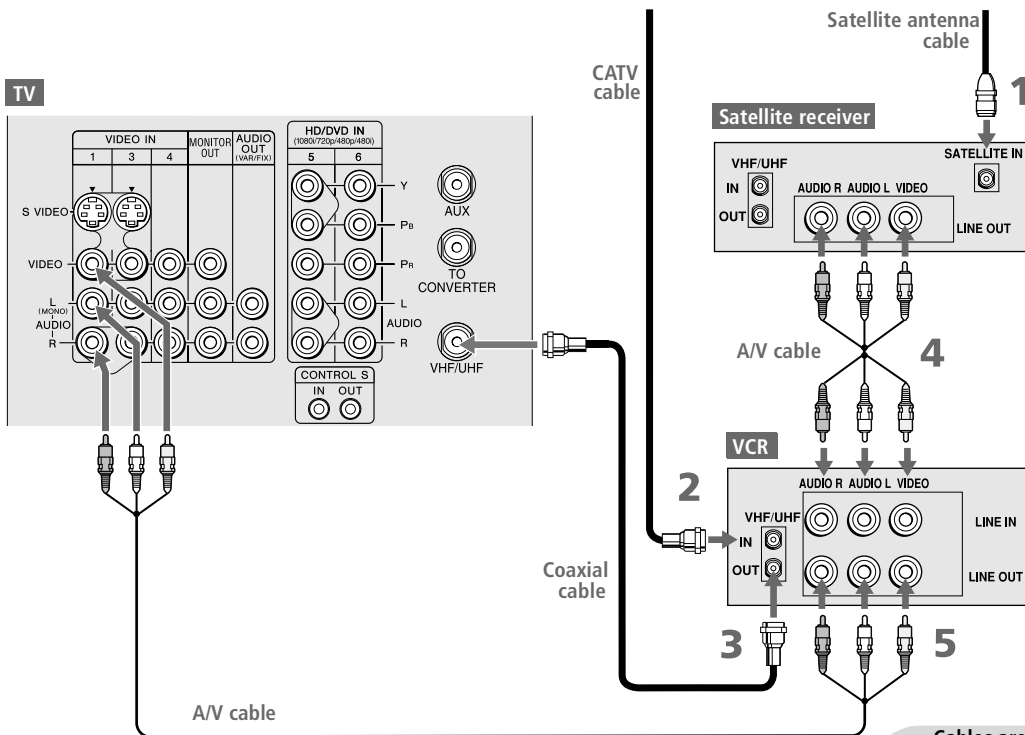 Satellite antenna
cable
CATV
cable
1
TV
Satellite receiver
VIDEO IN
1 3 4
MONITOR
OUT
AUDIO
OUT
(VAR/FIX)
HD/DVD IN
(1080i/720p/480p/480i)
5 6
S VIDEO
VIDEO
L
(MONO)
AUDIO
R
Y
PB
PR
L
AUDIO
R
AUX
TO
CONVERTER
VHF/UHF
CONTROL S
IN OUT
SATELLITE IN
VHF/UHF
IN
OUT
AUDIO R AUDIO L VIDEO
LINE OUT
A/V cable
4
VCR
2
AUDIO R AUDIO L VIDEO
VHF/UHF
IN
OUT
LINE IN
LINE OUT
Coaxial
cable
3
5
A/V cable